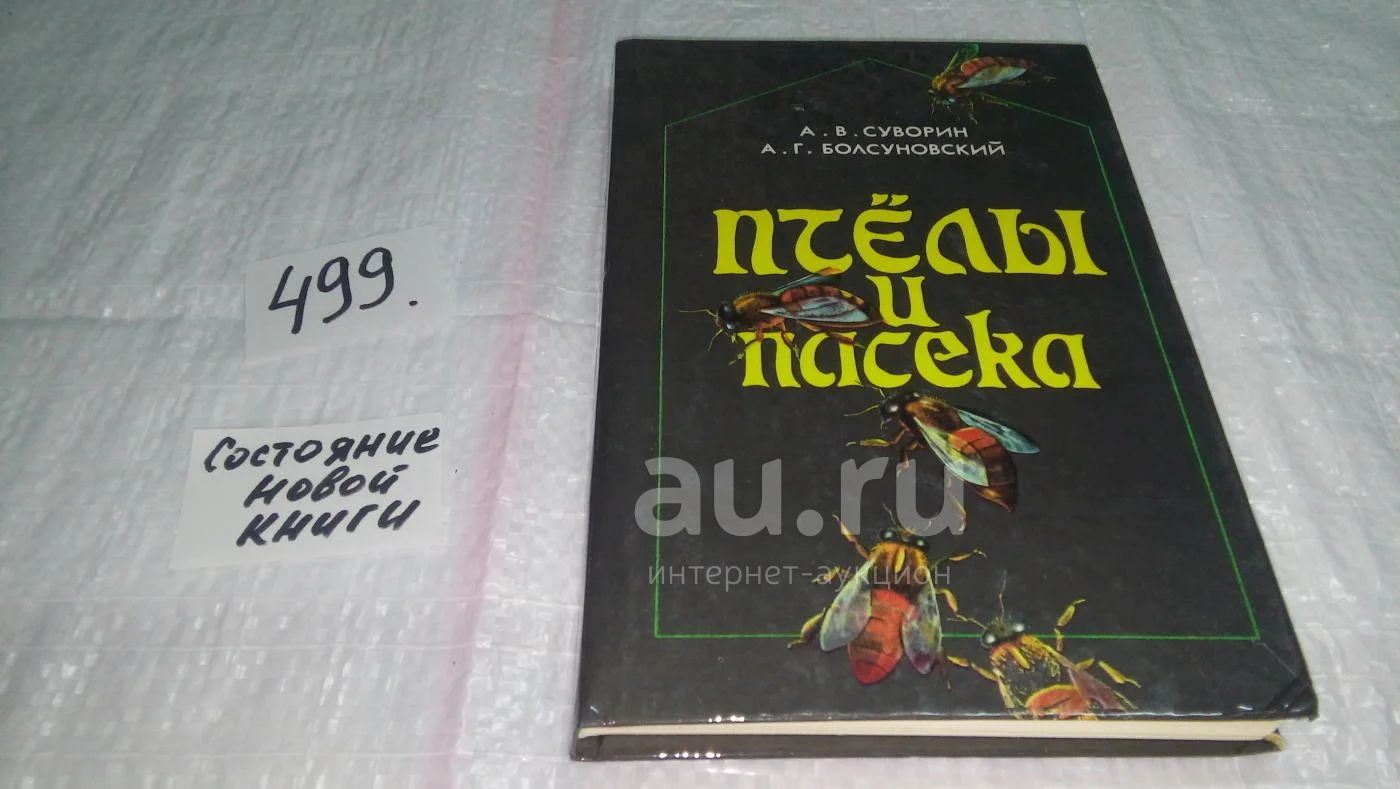 А. В. СУВОРИН
А. Г. БОЛСУНОВСКИЙ
ПЧЁЛЫ
и
пасека
499.
Состояние
новой
книги
au.ru
интернет-аукцион